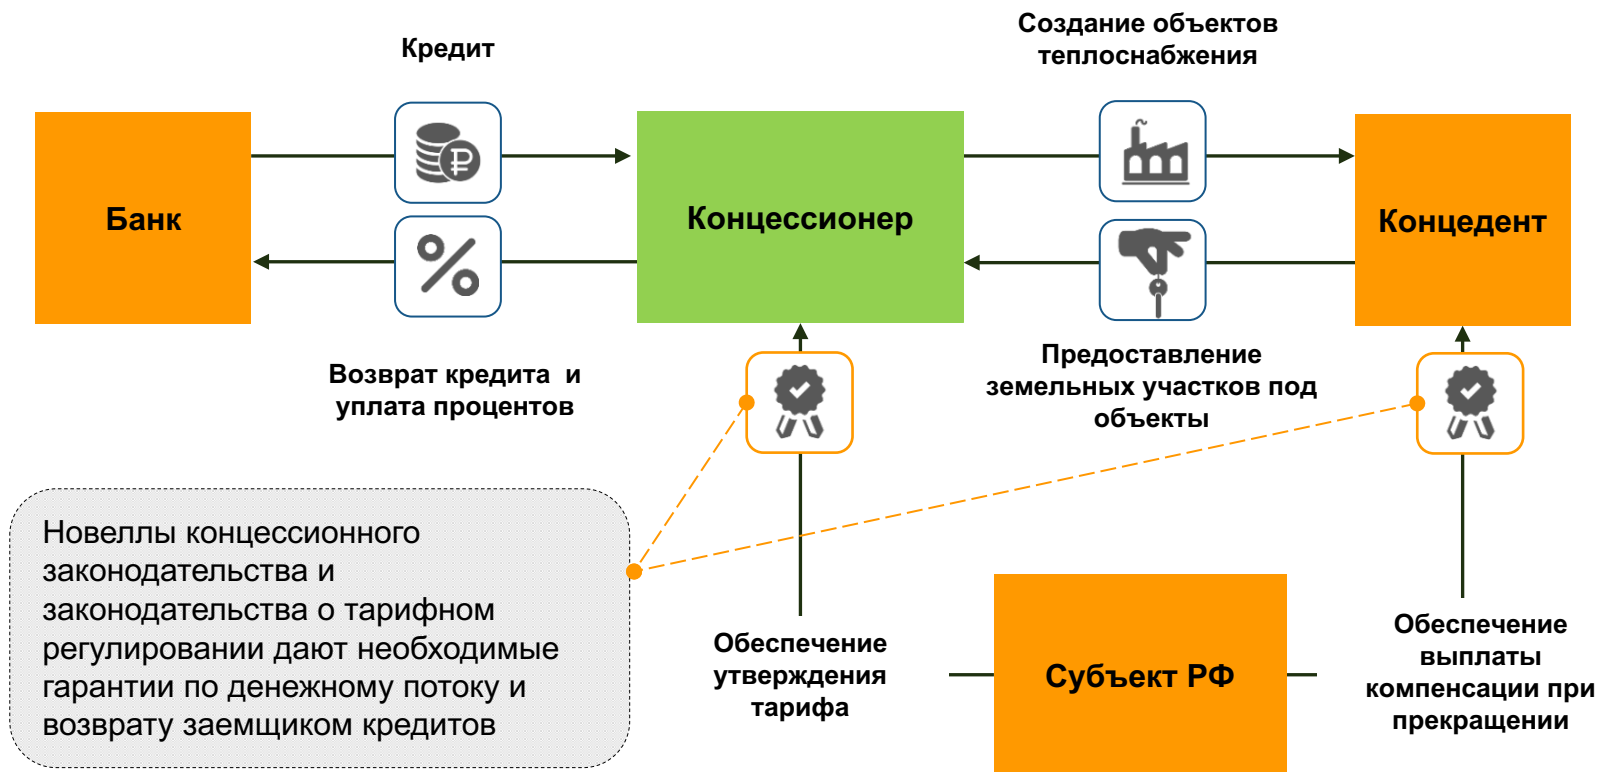 Кредит
Создание объектов
теплоснабжения
Банк
Концессионер
Концедент
Возврат кредита и
уплата процентов
Предоставление
земельных участков под
объекты
Новеллы концессионного
законодательства и
законодательства о тарифном
регулировании дают необходимые
гарантии по денежному потоку и
возврату заемщиком кредитов
Обеспечение
утверждения
тарифа
Субъект РФ
Обеспечение
выплаты
компенсации при
прекращении